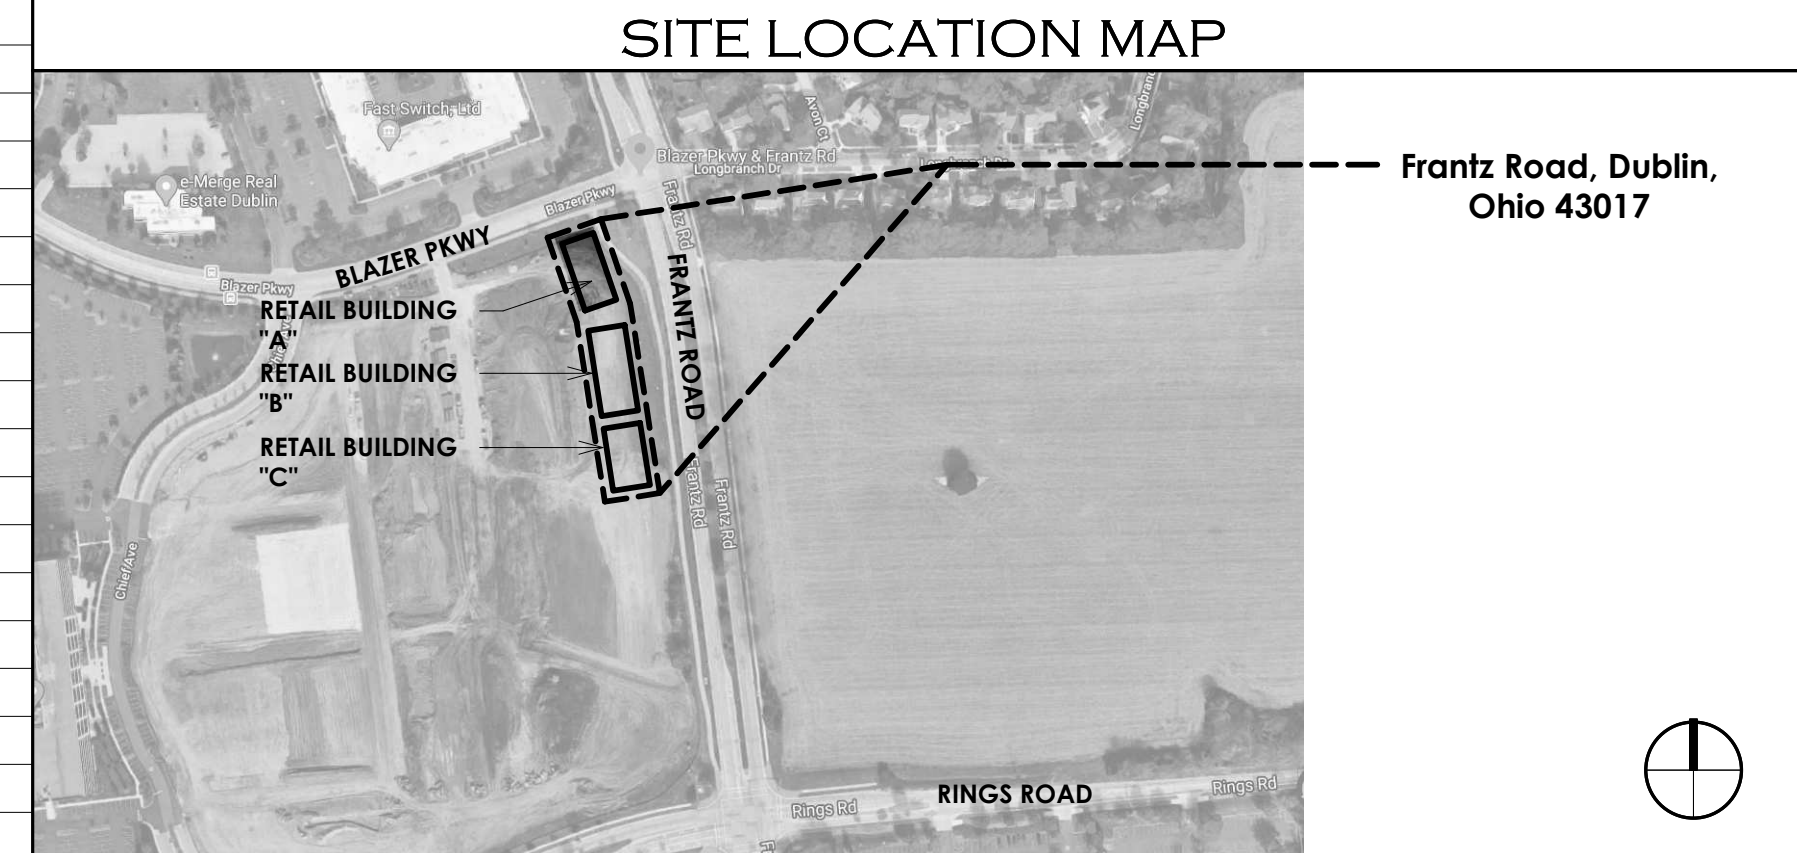 SITE LOCATION MAP
Fast Switch, Ltd
Avon Ct
Blazer Pkwy & Frantz Rd
Longbranch Dr
Longbranch Dr
Frantz Road, Dublin,
Ohio 43017
e-Merge Real
Estate Dublin
Blazer Pkwy
Frantz Rd
BLAZER PKWY
Blazer Pkwy
FRANTZ ROAD
RETAIL BUILDING
"A"
RETAIL BUILDING
"B"
RETAIL BUILDING
"C"
Frantz Rd
Frantz Rd
Chief Ave
RINGS ROAD
Rings Rd
Rings Rd